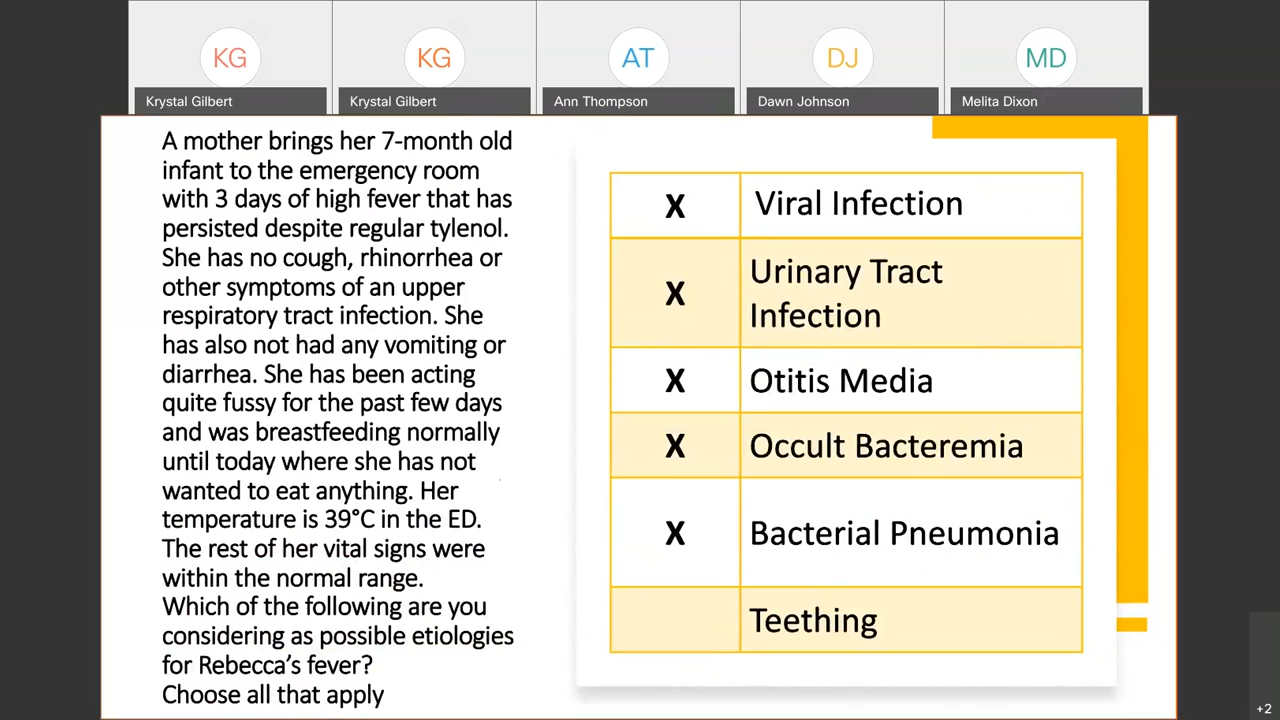 KG
KG
AT
DJ
MD
Krystal Gilbert
Krystal Gilbert
Ann Thompson
Dawn Johnson
Melita Dixon
A mother brings her 7-month old
infant to the emergency room
with 3 days of high fever that has
persisted despite regular tylenol.
She has no cough, rhinorrhea or
other symptoms of an upper
respiratory tract infection. She
has also not had any vomiting or
diarrhea. She has been acting
quite fussy for the past few days
and was breastfeeding normally
until today where she has not
wanted to eat anything. Her
temperature is 39°C in the ED.
The rest of her vital signs were
within the normal range.
Which of the following are you
considering as possible etiologies
for Rebecca's fever?
Choose all that apply
X Viral Infection
X Urinary Tract
Infection
X Otitis Media
X Occult Bacteremia
X Bacterial Pneumonia
Teething
+2